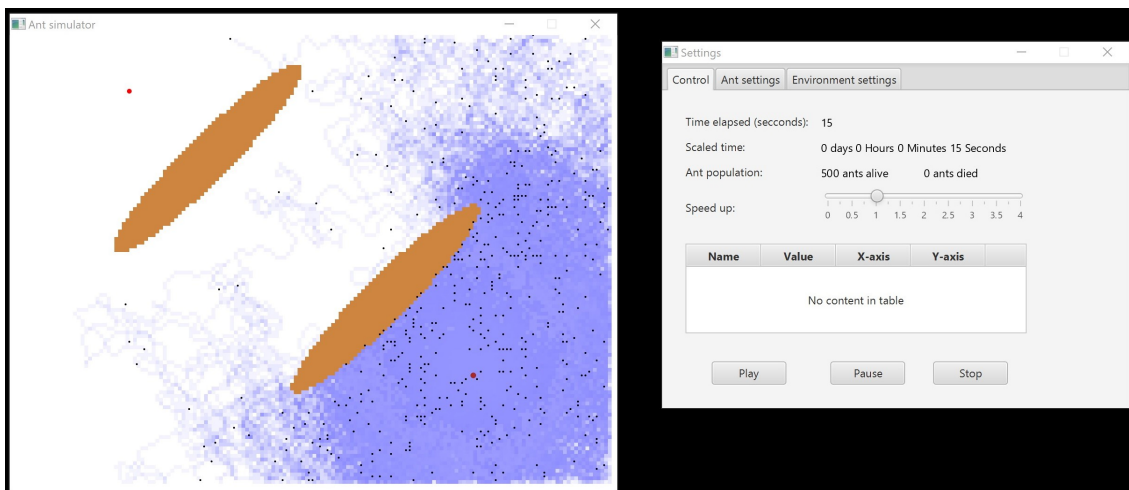 Ant simulator
Settings
Control Ant settings Environment settings
Time elapsed (secconds): 15
Scaled time: 0 days 0 Hours 0 Minutes 15 Seconds
Ant population: 500 ants alive 0 ants died
Speed up:
0 0.5 1 1.5 2 2.5 3 3.5 4
Name Value X-axis Y-axis
No content in table
Play Pause Stop